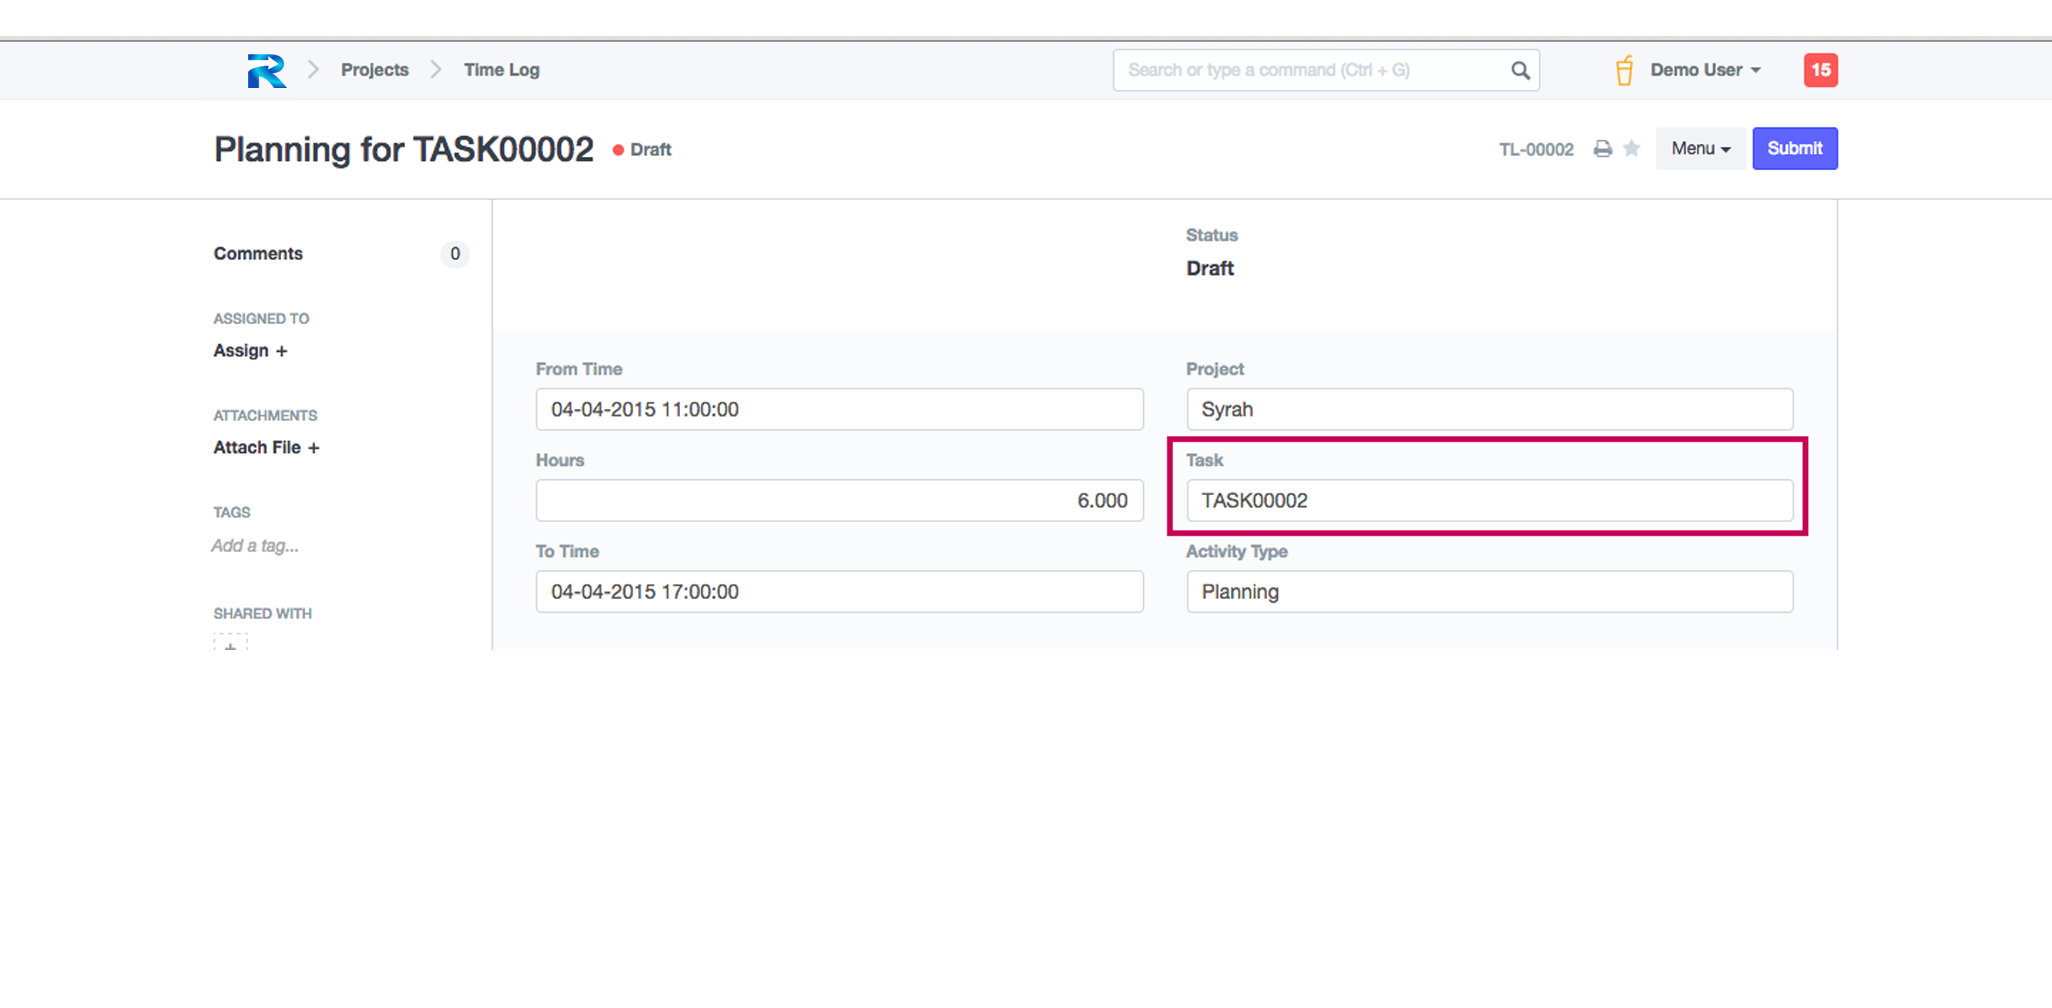 Projects
Time Log
Search or type a command (Ctrl + G)
Demo User
15
Planning for TASK00002
Draft
TL-00002
Menu
Submit
Comments
0
ASSIGNED TO
Assign +
ATTACHMENTS
Attach File +
TAGS
Add a tag...
SHARED WITH
+
Status
Draft
From Time
04-04-2015 11:00:00
Hours
6.000
To Time
04-04-2015 17:00:00
Project
Syrah
Task
TASK00002
Activity Type
Planning